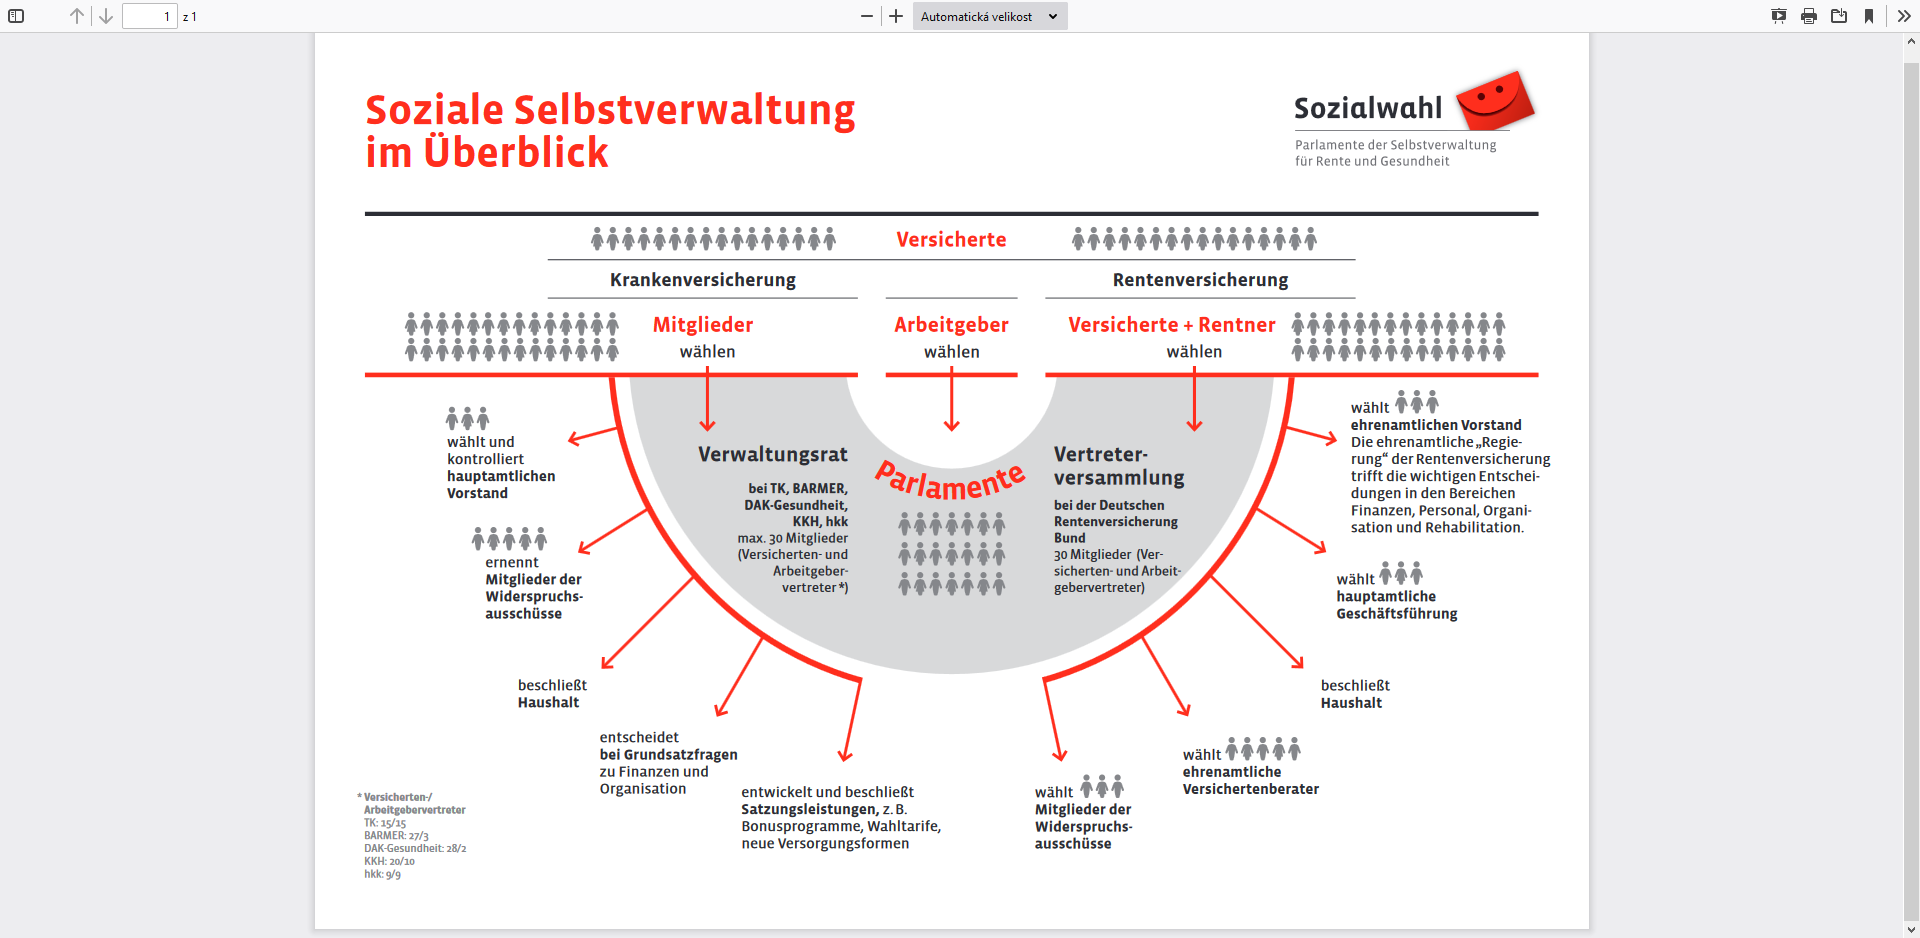 1
z 1
Automatická velikost
Soziale Selbstverwaltung
im Überblick
Sozialwahl
Parlamente der Selbstverwaltung
für Rente und Gesundheit
Versicherte
Krankenversicherung
Rentenversicherung
Mitglieder
wählen
Arbeitgeber
wählen
Versicherte + Rentner
wählen
wählt und
kontrolliert
hauptamtlichen
Vorstand
ernennt
Mitglieder der
Widerspruchs-
ausschüsse
beschließt
Haushalt
entscheidet
bei Grundsatzfragen
zu Finanzen und
Organisation
entwickelt und beschließt
Satzungsleistungen, z. B.
Bonusprogramme, Wahltarife,
neue Versorgungsformen
Verwaltungsrat
bei TK, BARMER,
DAK-Gesundheit,
KKH, hkk
max. 30 Mitglieder
(Versicherten- und
Arbeitgeber-
vertreter *)
Parlamente
Vertreter-
versammlung
bei der Deutschen
Rentenversicherung
Bund
30 Mitglieder (Ver-
sicherten- und Arbeit-
gebervertreter)
wählt
ehrenamtlichen Vorstand
Die ehrenamtliche „Regie-
rung“ der Rentenversicherung
trifft die wichtigen Entschei-
dungen in den Bereichen
Finanzen, Personal, Organi-
sation und Rehabilitation.
wählt
hauptamtliche
Geschäftsführung
beschließt
Haushalt
wählt
ehrenamtliche
Versichertenberater
wählt
Mitglieder der
Widerspruchs-
ausschüsse
* Versicherten-/
Arbeitgebervertreter
TK: 15/15
BARMER: 27/3
DAK-Gesundheit: 28/2
KKH: 20/10
hkk: 9/9